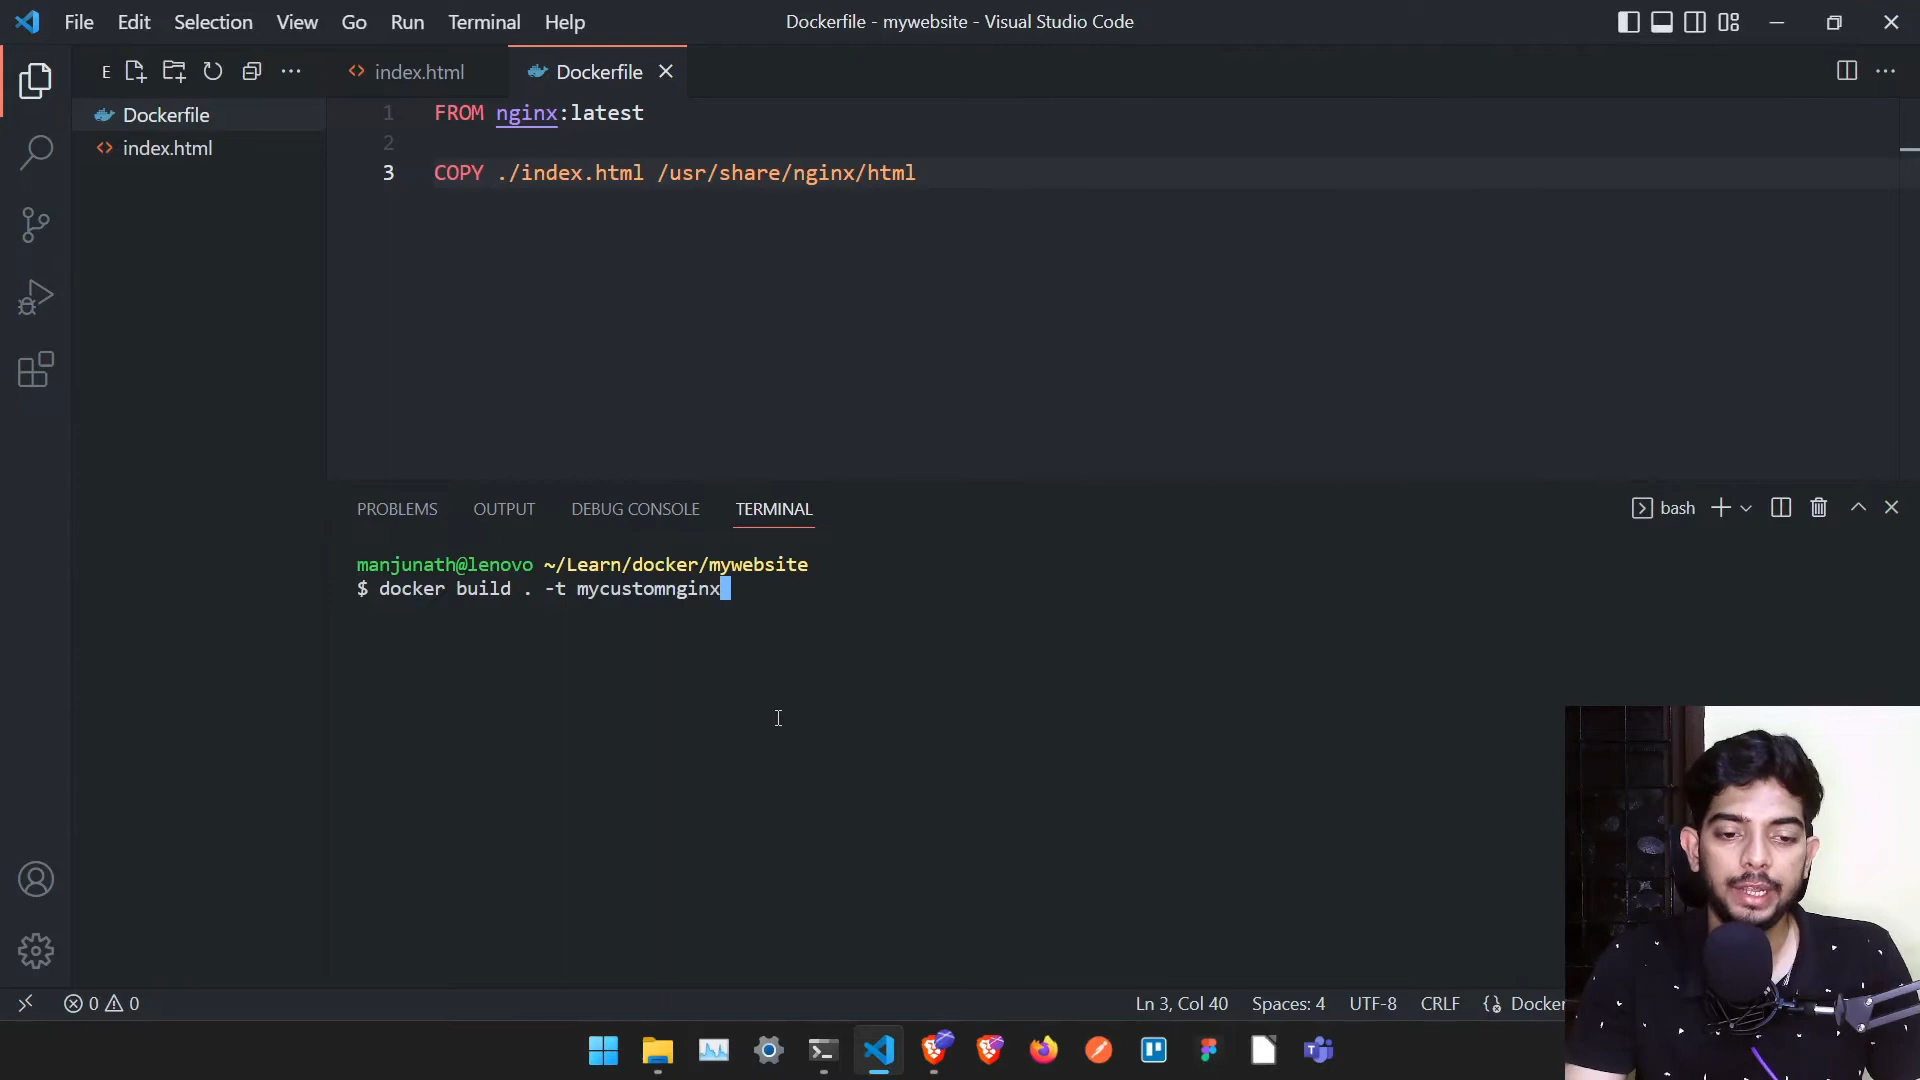 File Edit Selection View Go Run Terminal Help
Dockerfile - mywebsite - Visual Studio Code
E
index.html
Dockerfile
Dockerfile
index.html
1 FROM nginx:latest
2
3 COPY ./index.html /usr/share/nginx/html
PROBLEMS OUTPUT DEBUG CONSOLE TERMINAL
bash
manjunath@lenovo ~/Learn/docker/mywebsite
$ docker build . -t mycustomnginx
0 0
Ln 3, Col 40 Spaces: 4 UTF-8 CRLF {} Docker